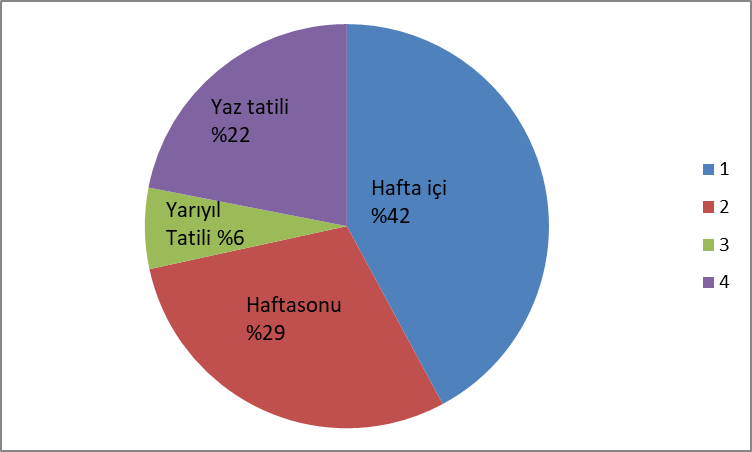 Yaz tatili
%22
Hafta içi
%42
Yarıyıl
Tatili %6
Haftasonu
%29
1
2
3
4